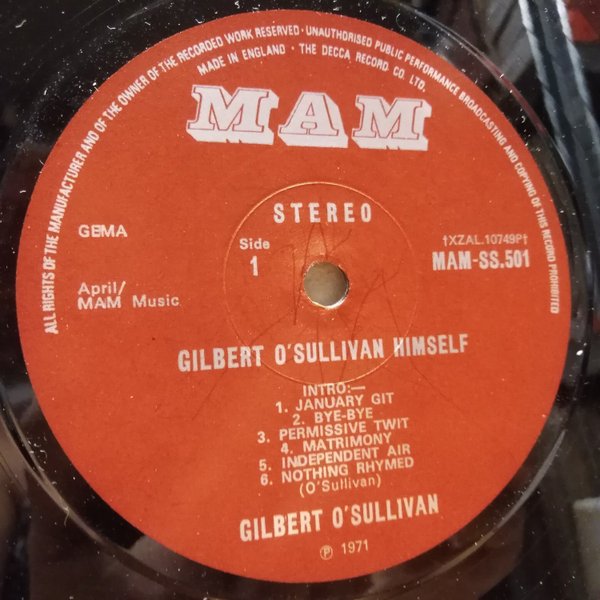 ALL RIGHTS OF THE MANUFACTURER AND OF THE OWNER OF THE RECORDED WORK RESERVED · UNAUTHORISED PUBLIC PERFORMANCE BROADCASTING AND COPYING OF THIS RECORD PROHIBITED
MADE IN ENGLAND · THE DECCA RECORD CO. LTD.
MAM
STEREO
GEMA
Side
1
†XZAL.10749P†
MAM-SS.501
April/
MAM Music
GILBERT O'SULLIVAN HIMSELF
INTRO:—
1. JANUARY GIT
2. BYE-BYE
3. PERMISSIVE TWIT
4. MATRIMONY
5. INDEPENDENT AIR
6. NOTHING RHYMED
(O'Sullivan)
GILBERT O'SULLIVAN
℗ 1971